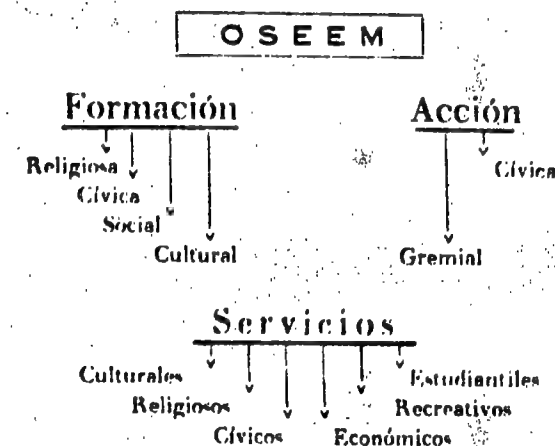 OSEEM
Formación Acción
Religiosa Cívica
Cívica
Social
Cultural Gremial
Servicios
Culturales Estudiantiles
Religiosos Recreativos
Cívicos Económicos